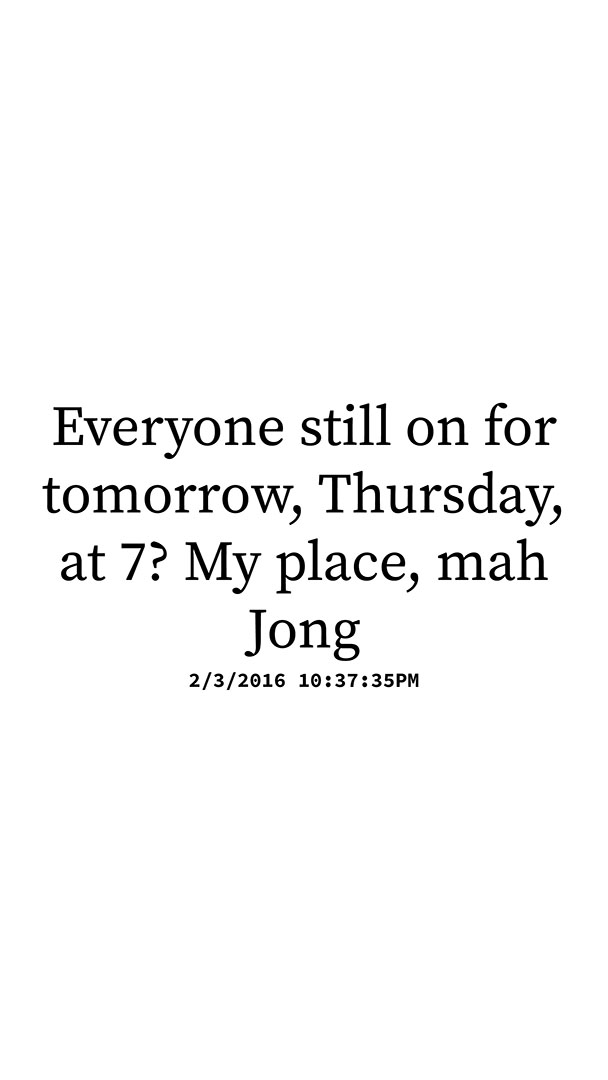 Everyone still on for
tomorrow, Thursday,
at 7? My place, mah
Jong
2/3/2016 10:37:35PM